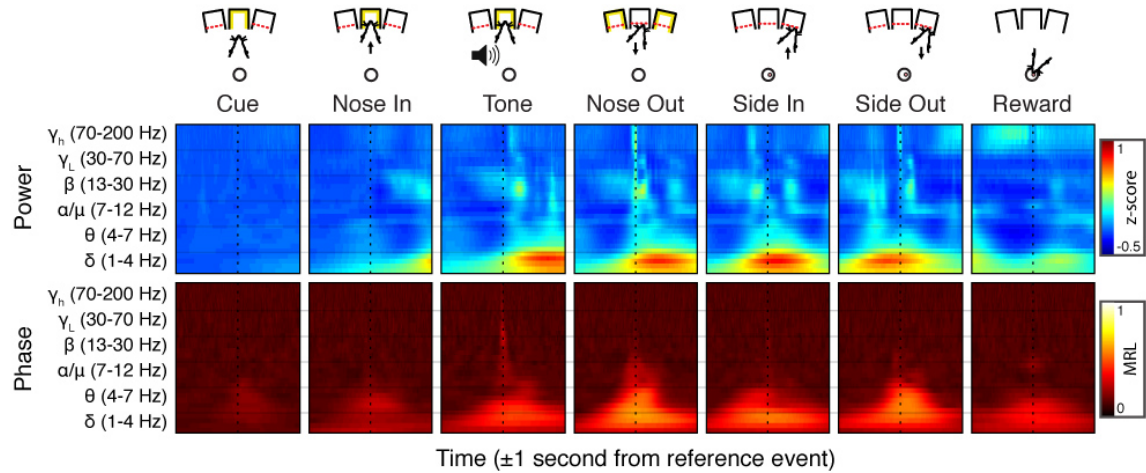 Cue Nose In Tone Nose Out Side In Side Out Reward
Power
γh (70-200 Hz)
γL (30-70 Hz)
β (13-30 Hz)
α/μ (7-12 Hz)
θ (4-7 Hz)
δ (1-4 Hz)
1
z-score
-0.5
Phase
γh (70-200 Hz)
γL (30-70 Hz)
β (13-30 Hz)
α/μ (7-12 Hz)
θ (4-7 Hz)
δ (1-4 Hz)
1
MRL
0
Time (±1 second from reference event)